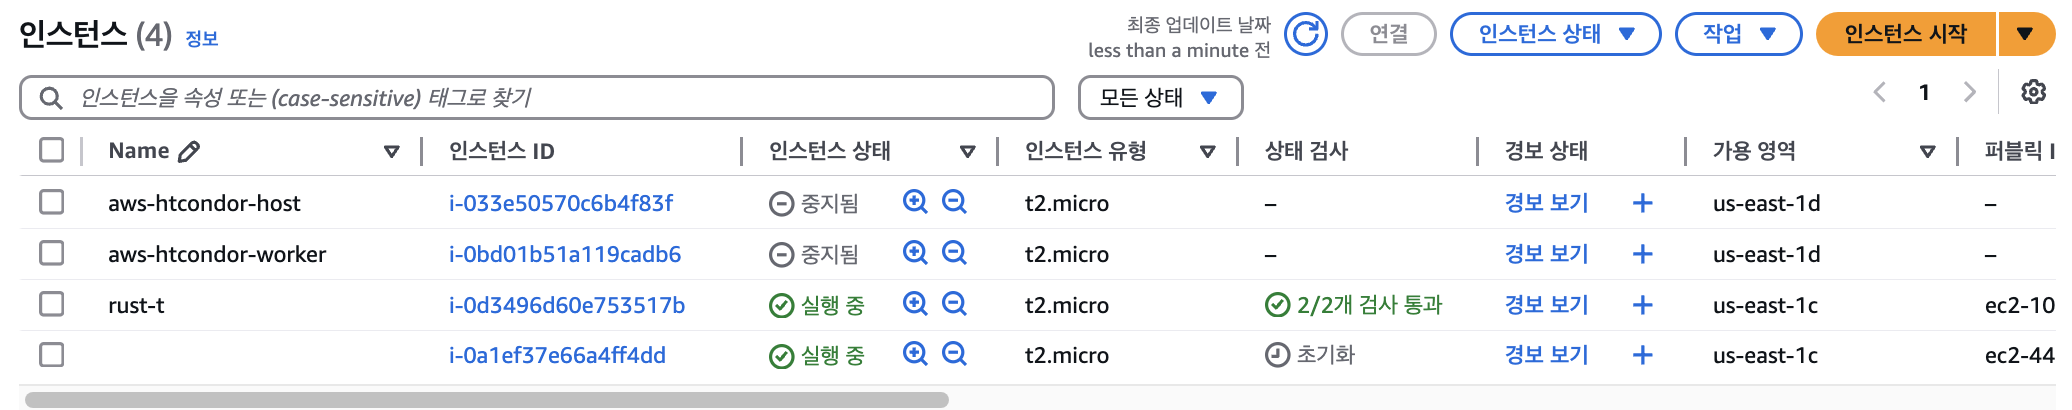 인스턴스 (4) 정보
최종 업데이트 날짜
less than a minute 전
연결
인스턴스 상태
작업
인스턴스 시작
인스턴스을 속성 또는 (case-sensitive) 태그로 찾기
모든 상태
1
Name 인스턴스 ID 인스턴스 상태 인스턴스 유형 상태 검사 경보 상태 가용 영역 퍼블릭 I
aws-htcondor-host i-033e50570c6b4f83f 중지됨 t2.micro – 경보 보기 + us-east-1d –
aws-htcondor-worker i-0bd01b51a119cadb6 중지됨 t2.micro – 경보 보기 + us-east-1d –
rust-t i-0d3496d60e753517b 실행 중 t2.micro 2/2개 검사 통과 경보 보기 + us-east-1c ec2-10
i-0a1ef37e66a4ff4dd 실행 중 t2.micro 초기화 경보 보기 + us-east-1c ec2-44